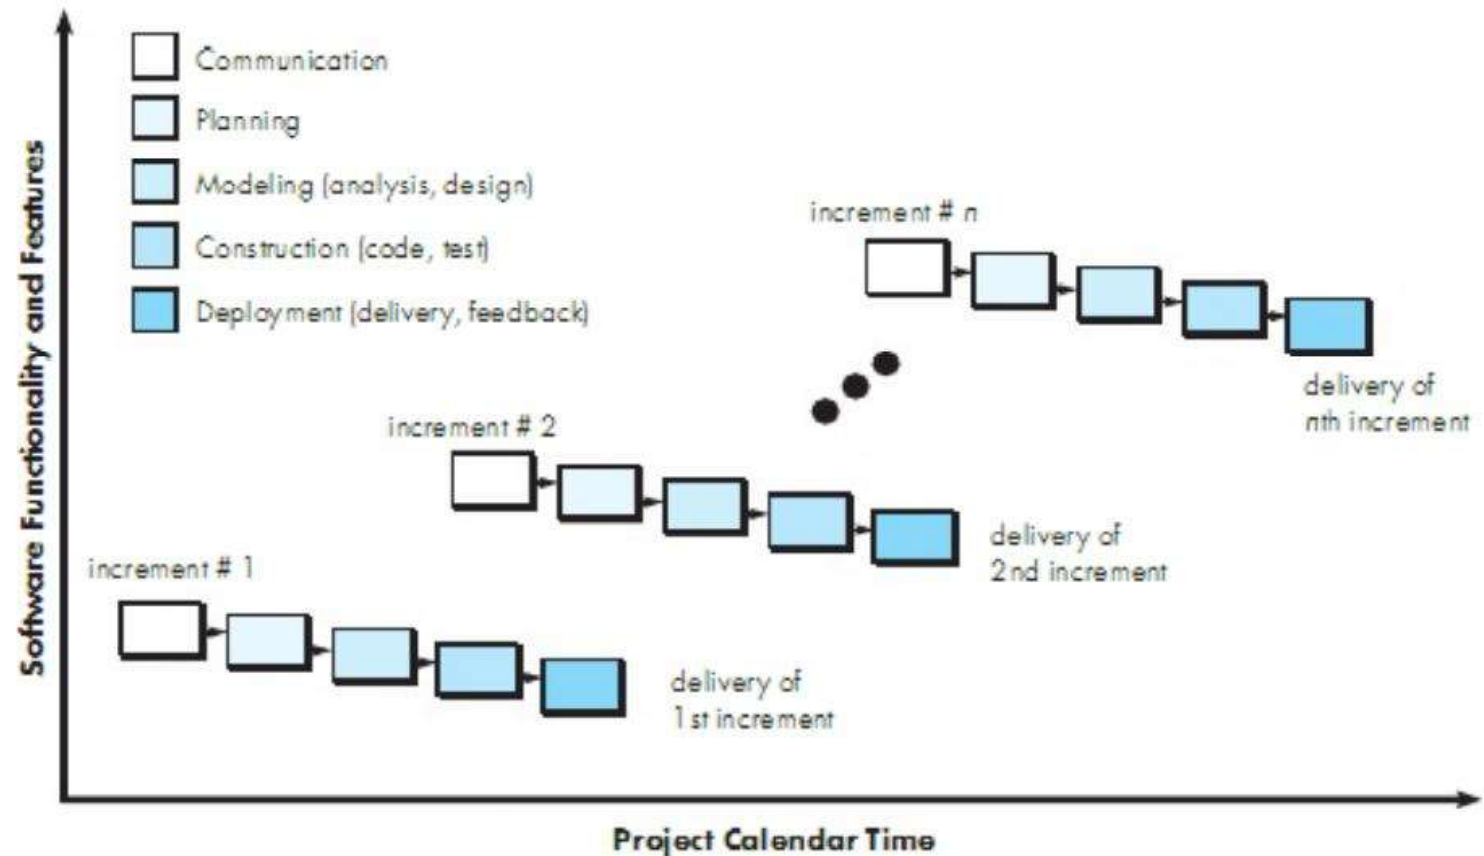 Communication
Planning
Modeling (analysis, design)
Construction (code, test)
Deployment (delivery, feedback)
Software Functionality and Features
increment # n
delivery of
nth increment
increment # 2
delivery of
2nd increment
increment # 1
delivery of
1st increment
Project Calendar Time